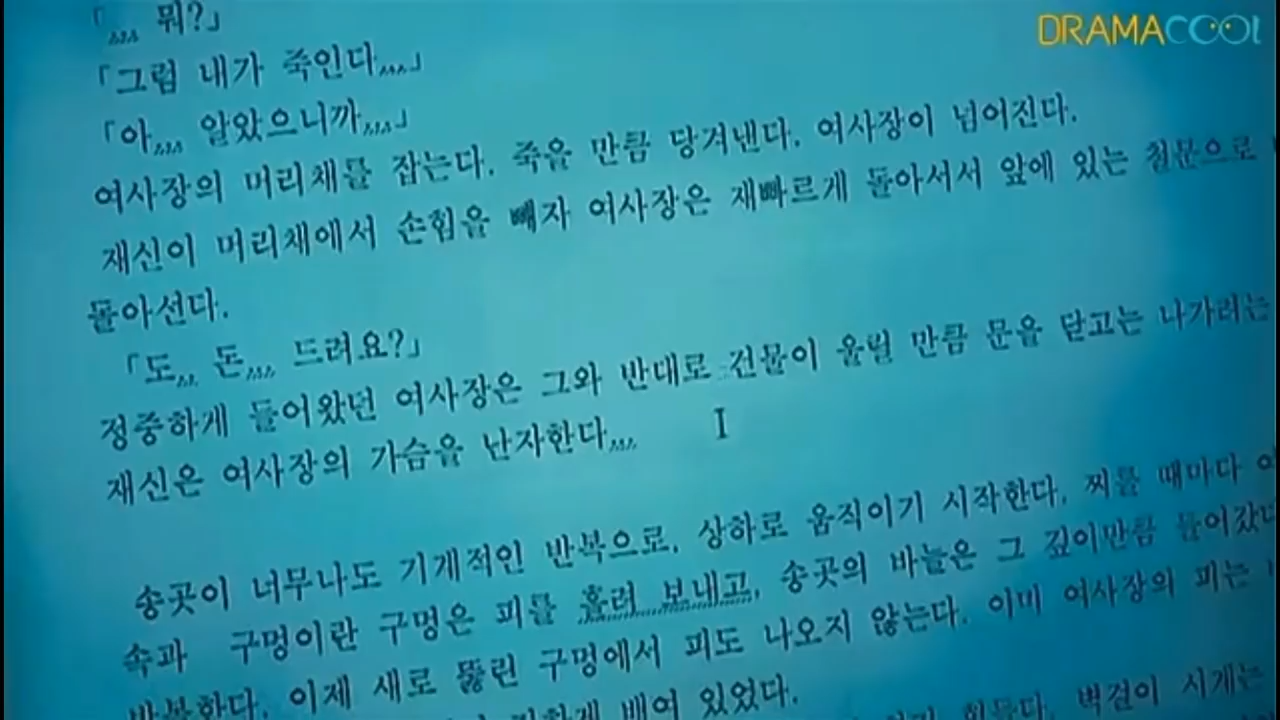 DRAMACOOL
「,,, 뭐?」
「그럼 내가 죽인다,,,,」
「아,,,, 알았으니까,,,,」
여사장의 머리채를 잡는다. 죽을 만큼 당겨낸다. 여사장이 넘어진다.
재신이 머리채에서 손힘을 빼자 여사장은 재빠르게 돌아서서 앞에 있는 철문으로
돌아선다.
「도,,, 돈,,,, 드려요?」
정중하게 들어왔던 여사장은 그와 반대로 건물이 울릴 만큼 문을 닫고는 나가려는
재신은 여사장의 가슴을 난자한다,,,,
송곳이 너무나도 기계적인 반복으로, 상하로 움직이기 시작한다. 찌를 때마다
속과 구멍이란 구멍은 피를 흘려 보내고, 송곳의 바늘은 그 깊이만큼 들어갔다
반복한다. 이제 새로 뚫린 구멍에서 피도 나오지 않는다. 이미 여사장의 피는
배여 있었다. 힘들다. 벽걸이 시계는